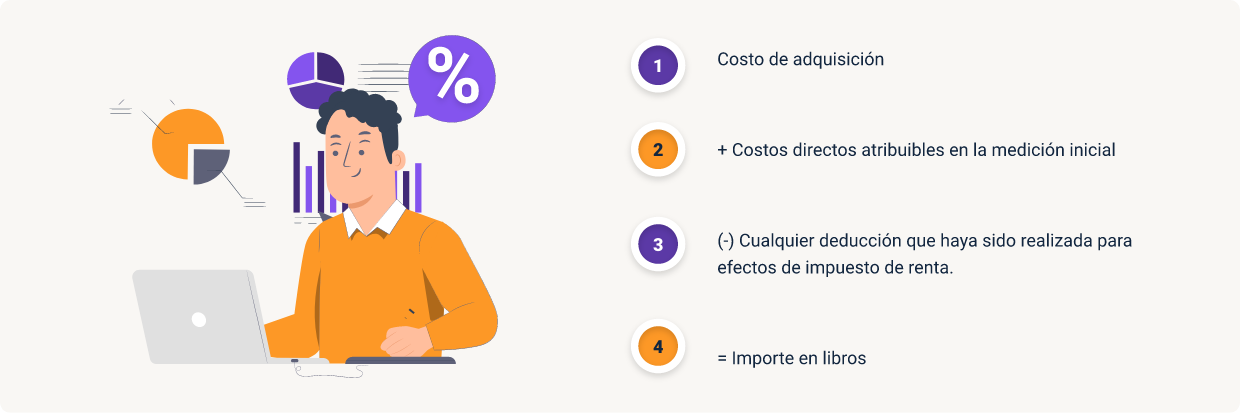 %
1
Costo de adquisición
2
+ Costos directos atribuibles en la medición inicial
3
(-) Cualquier deducción que haya sido realizada para
efectos de impuesto de renta.
4
= Importe en libros